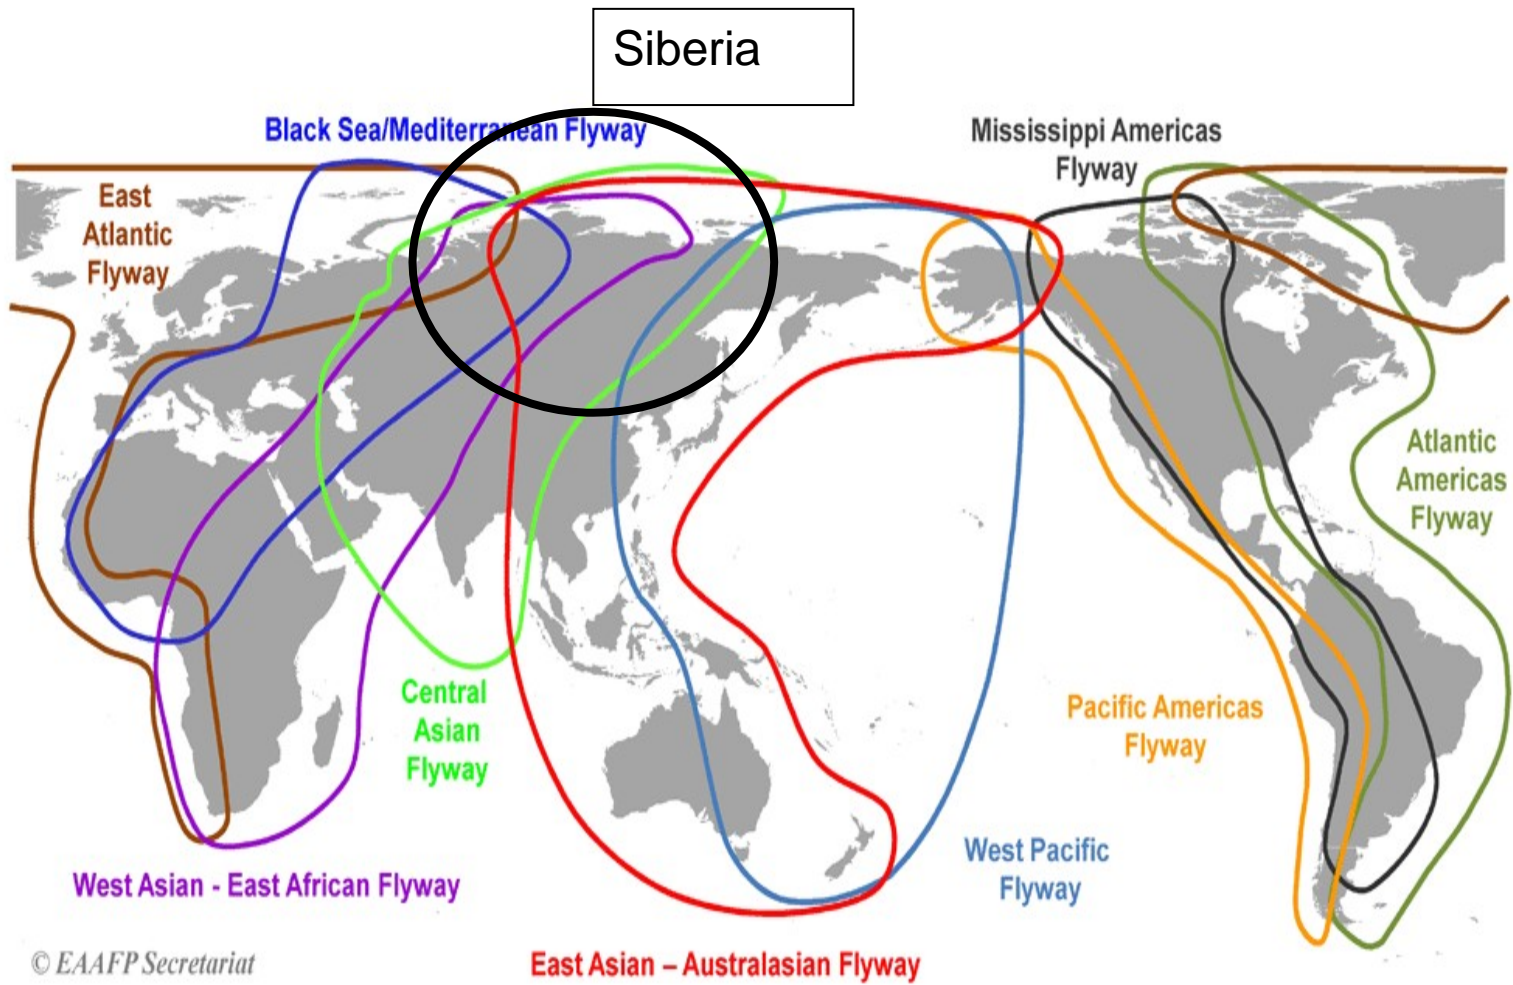 Siberia
Black Sea/Mediterranean Flyway
Mississippi Americas
Flyway
East
Atlantic
Flyway
Atlantic
Americas
Flyway
Central
Asian
Flyway
Pacific Americas
Flyway
West Pacific
Flyway
West Asian - East African Flyway
East Asian – Australasian Flyway
© EAAFP Secretariat